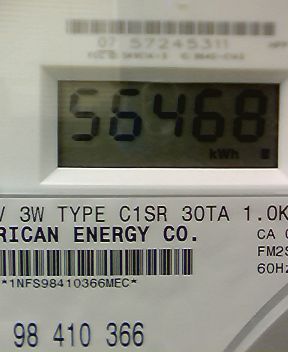 07 57245311
56468
kWh
V 3W TYPE C1SR 30TA 1.0K
RICAN ENERGY CO.
CA
FM2S
60Hz
*1NFS98410366MEC*
98 410 366